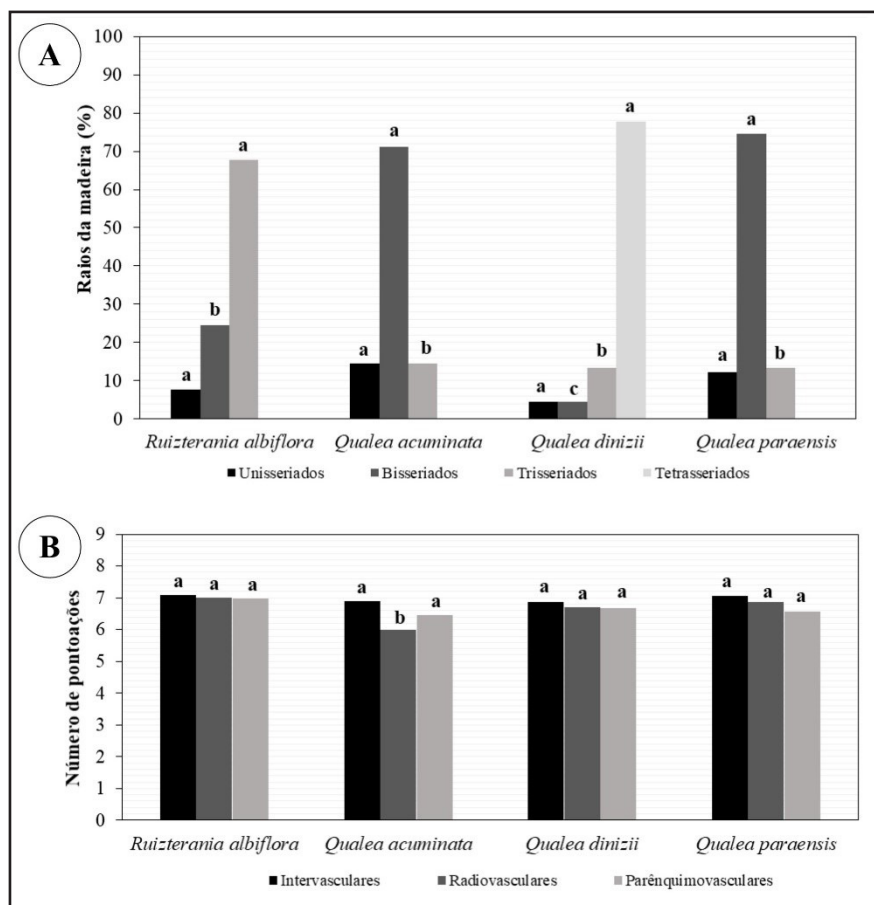 A
Raios da madeira (%)
100
90
80
70
60
50
40
30
20
10
0
a b a
a a b
a c b a
a a b
Ruizterania albiflora Qualea acuminata Qualea dinizii Qualea paraensis
Unisseriados Bisseriados Trisseriados Tetrasseriados
B
Número de pontoações
9
8
7
6
5
4
3
2
1
0
a a a
a b a
a a a
a a a
Ruizterania albiflora Qualea acuminata Qualea dinizii Qualea paraensis
Intervasculares Radiovasculares Parênquimovasculares